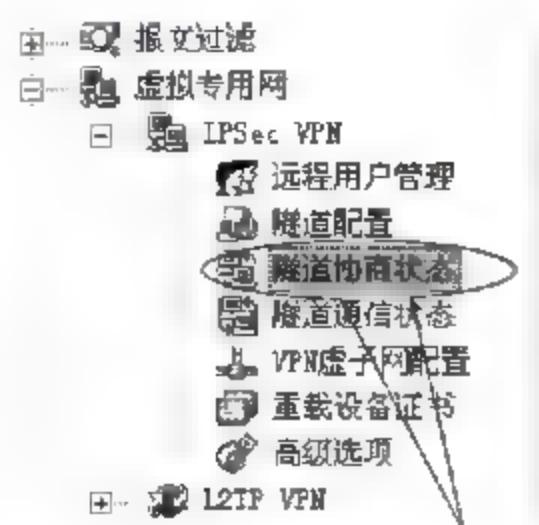 报文过滤
虚拟专用网
IPSec VPN
远程用户管理
隧道配置
隧道协商状态
隧道通信状态
VPN虚子网配置
重载设备证书
高级选项
L2TP VPN